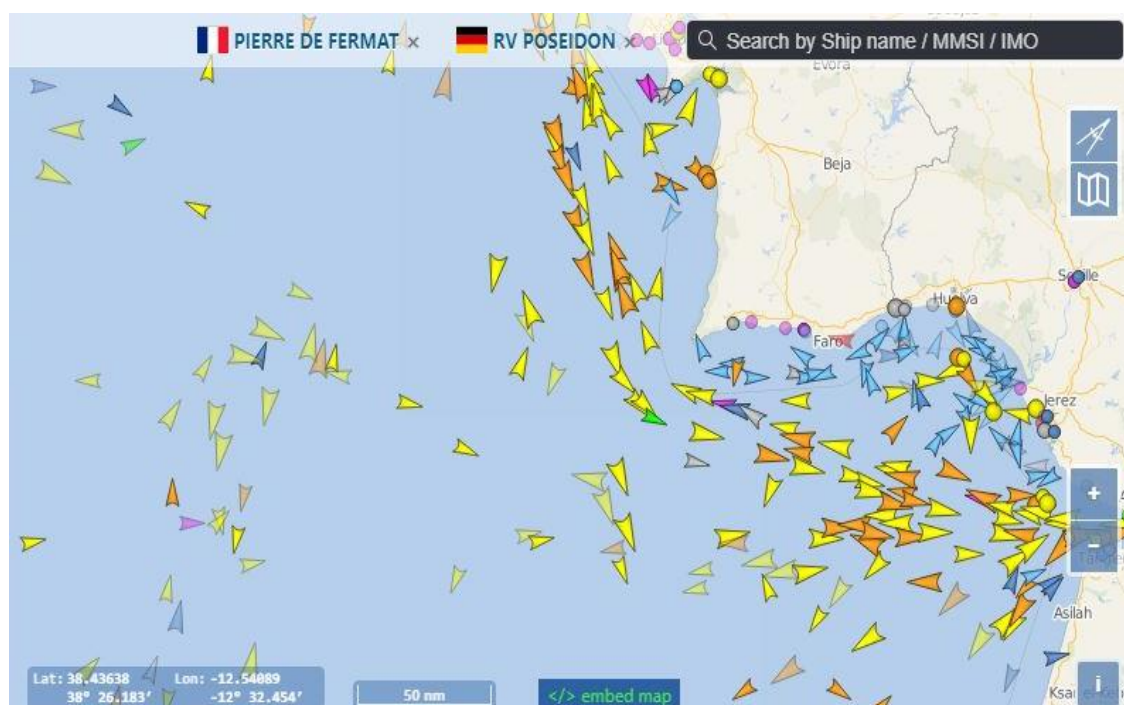 PIERRE DE FERMAT ×
RV POSEIDON ×
Search by Ship name / MMSI / IMO
Evora
Beja
Seville
Huelva
Faro
Jerez
Asilah
Lat: 38.43638 Lon: -12.54089
38° 26.183’ -12° 32.454’
50 nm
</> embed map
+
−
i